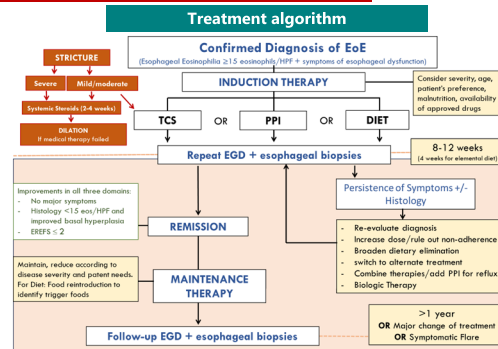 Treatment algorithm
Confirmed Diagnosis of EoE
(Esophageal Eosinophilia ≥15 eosinophils/HPF + symptoms of esophageal dysfunction)
STRICTURE
Severe
Mild/moderate
Systemic Steroids (2-4 weeks)
DILATION
If medical therapy failed
INDUCTION THERAPY
Consider severity, age,
patient's preference,
malnutrition, availability
of approved drugs
TCS
OR
PPI
OR
DIET
Repeat EGD + esophageal biopsies
8-12 weeks
(4 weeks for elemental diet)
Improvements in all three domains:
- No major symptoms
- Histology <15 eos/HPF and
improved basal hyperplasia
- EREFS ≤ 2
REMISSION
Persistence of Symptoms +/-
Histology
- Re-evaluate diagnosis
- Increase dose/rule out non-adherence
- Broaden dietary elimination
- switch to alternate treatment
- Combine therapies/add PPI for reflux
- Biologic Therapy
Maintain, reduce according to
disease severity and patent needs.
For Diet: Food reintroduction to
identify trigger foods
MAINTENANCE
THERAPY
Follow-up EGD + esophageal biopsies
>1 year
OR Major change of treatment
OR Symptomatic Flare